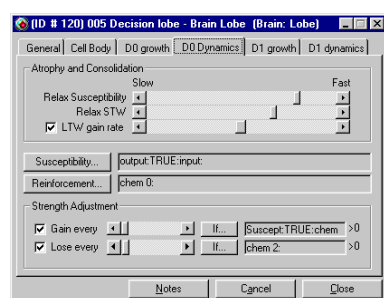 (ID # 120) 005 Decision lobe - Brain Lobe (Brain: Lobe)
General Cell Body D0 growth D0 Dynamics D1 growth D1 dynamics
Atrophy and Consolidation
Slow Fast
Relax Susceptibility
Relax STW
LTW gain rate
Susceptibility... output:TRUE:input:
Reinforcement... chem 0:
Strength Adjustment
Gain every If... Suscept:TRUE:chem >0
Lose every If... chem 2: >0
Notes Cancel Close